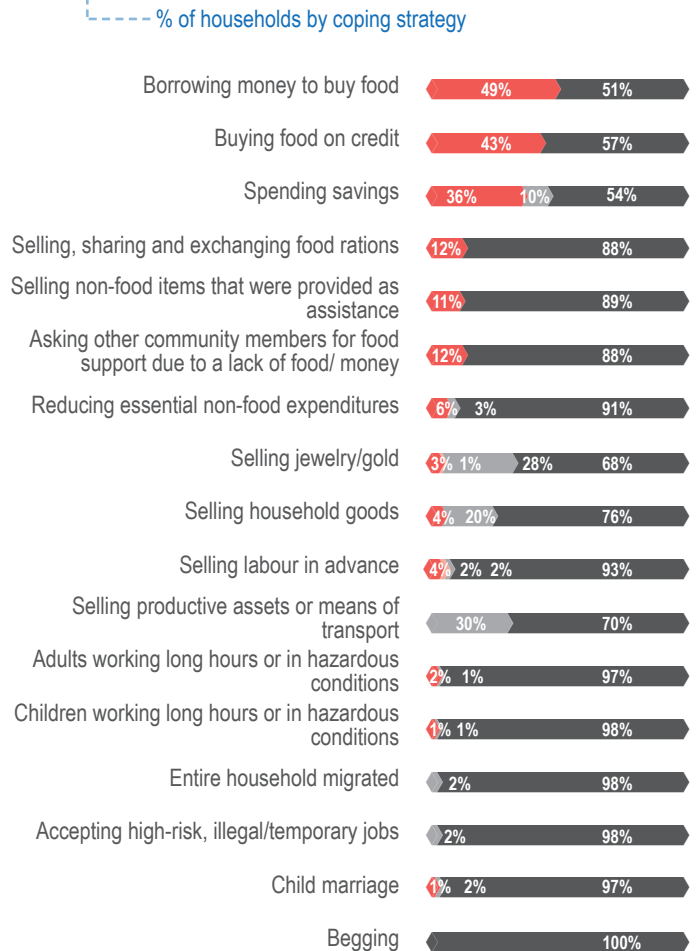 % of households by coping strategy
Borrowing money to buy food 49% 51%
Buying food on credit 43% 57%
Spending savings 36% 10% 54%
Selling, sharing and exchanging food rations 12% 88%
Selling non-food items that were provided as
assistance 11% 89%
Asking other community members for food
support due to a lack of food/ money 12% 88%
Reducing essential non-food expenditures 6% 3% 91%
Selling jewelry/gold 3% 1% 28% 68%
Selling household goods 4% 20% 76%
Selling labour in advance 4% 2% 2% 93%
Selling productive assets or means of
transport 30% 70%
Adults working long hours or in hazardous
conditions 2% 1% 97%
Children working long hours or in hazardous
conditions 1% 1% 98%
Entire household migrated 2% 98%
Accepting high-risk, illegal/temporary jobs 2% 98%
Child marriage 1% 2% 97%
Begging 100%